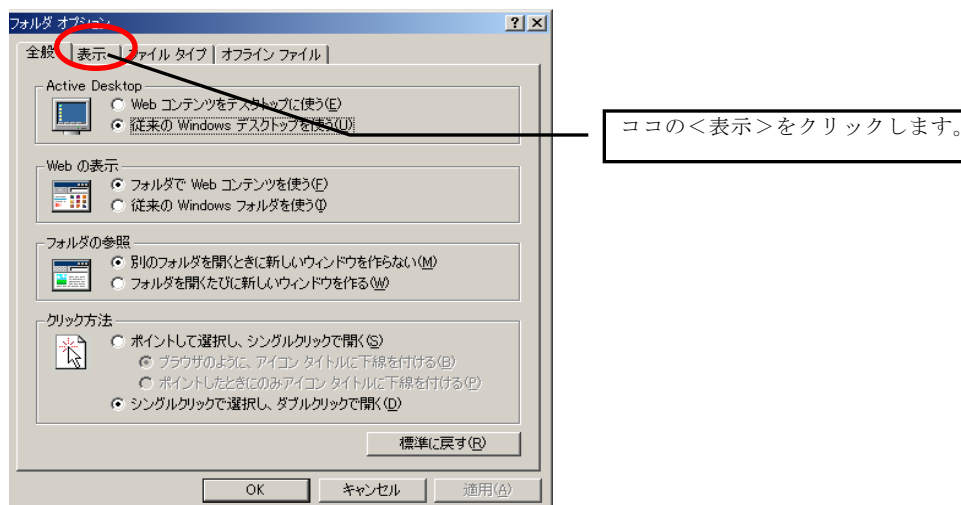 フォルダ オプション
全般 表示 ファイル タイプ オフライン ファイル
Active Desktop
Web コンテンツをデスクトップに使う(E)
従来の Windows デスクトップを使う(U)
ココの<表示>をクリックします。
Web の表示
フォルダで Web コンテンツを使う(F)
従来の Windows フォルダを使う(I)
フォルダの参照
別のフォルダを開くときに新しいウィンドウを作らない(M)
フォルダを開くたびに新しいウィンドウを作る(W)
クリック方法
ポイントして選択し、シングルクリックで開く(S)
ブラウザのように、アイコン タイトルに下線を付ける(B)
ポイントしたときにのみアイコン タイトルに下線を付ける(P)
シングルクリックで選択し、ダブルクリックで開く(D)
標準に戻す(R)
OK キャンセル 適用(A)